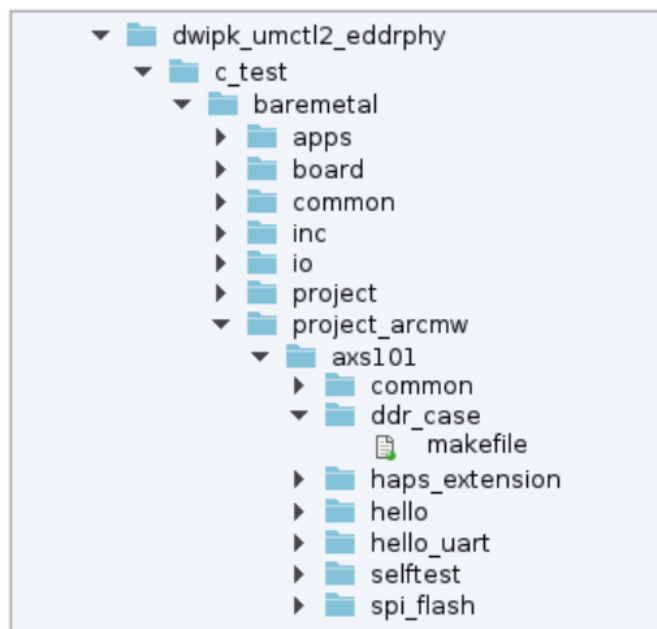 dwipk_umctl2_eddrphy
c_test
baremetal
apps
board
common
inc
io
project
project_arcmw
axs101
common
ddr_case
makefile
haps_extension
hello
hello_uart
selftest
spi_flash